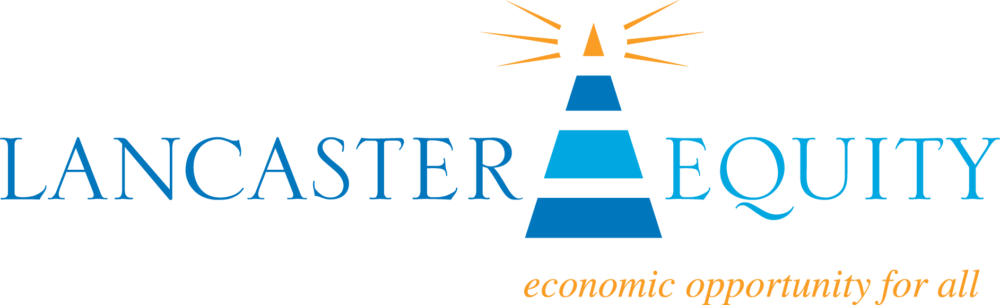 LANCASTER EQUITY
economic opportunity for all